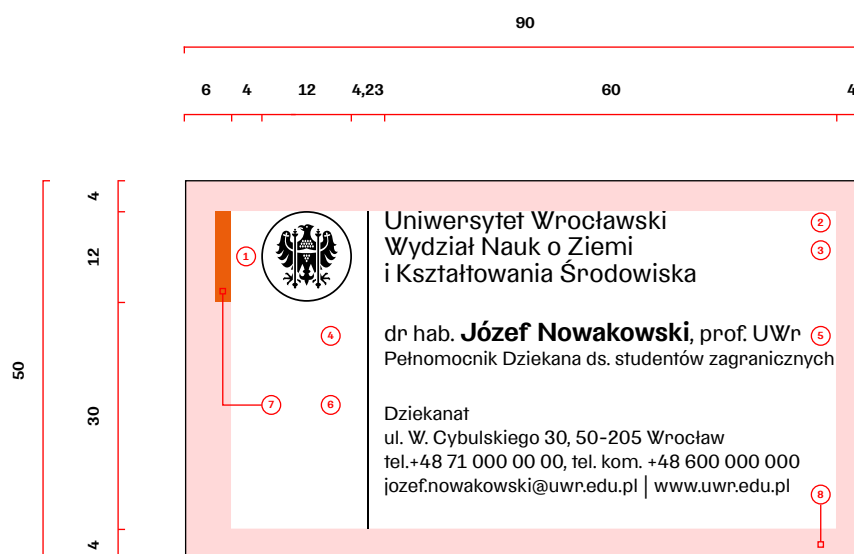 90
6 4 12 4,23 60 4
4
12
50
30
4
Uniwersytet Wrocławski
Wydział Nauk o Ziemi
i Kształtowania Środowiska
dr hab. Józef Nowakowski, prof. UWr
Pełnomocnik Dziekana ds. studentów zagranicznych
Dziekanat
ul. W. Cybulskiego 30, 50-205 Wrocław
tel.+48 71 000 00 00, tel. kom. +48 600 000 000
jozef.nowakowski@uwr.edu.pl | www.uwr.edu.pl
1
2
3
4
5
7
6
8